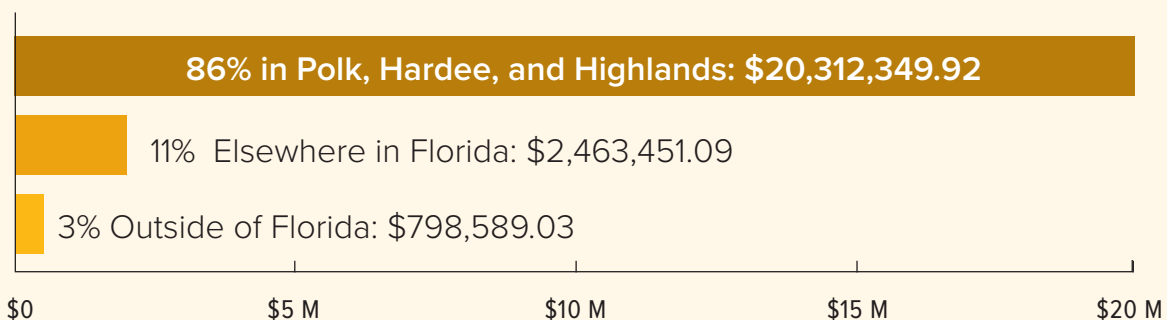 86% in Polk, Hardee, and Highlands: $20,312,349.92
11% Elsewhere in Florida: $2,463,451.09
3% Outside of Florida: $798,589.03
$0 $5 M $10 M $15 M $20 M